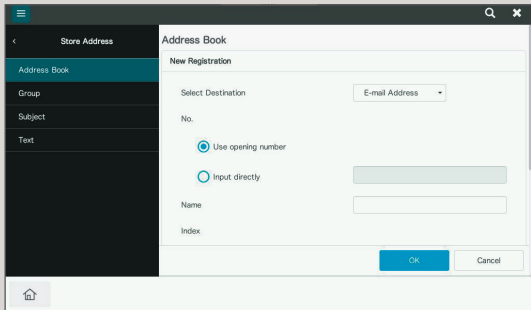 Store Address
Address Book
Group
Subject
Text
Address Book
New Registration
Select Destination
E-mail Address
No.
Use opening number
Input directly
Name
Index
OK
Cancel